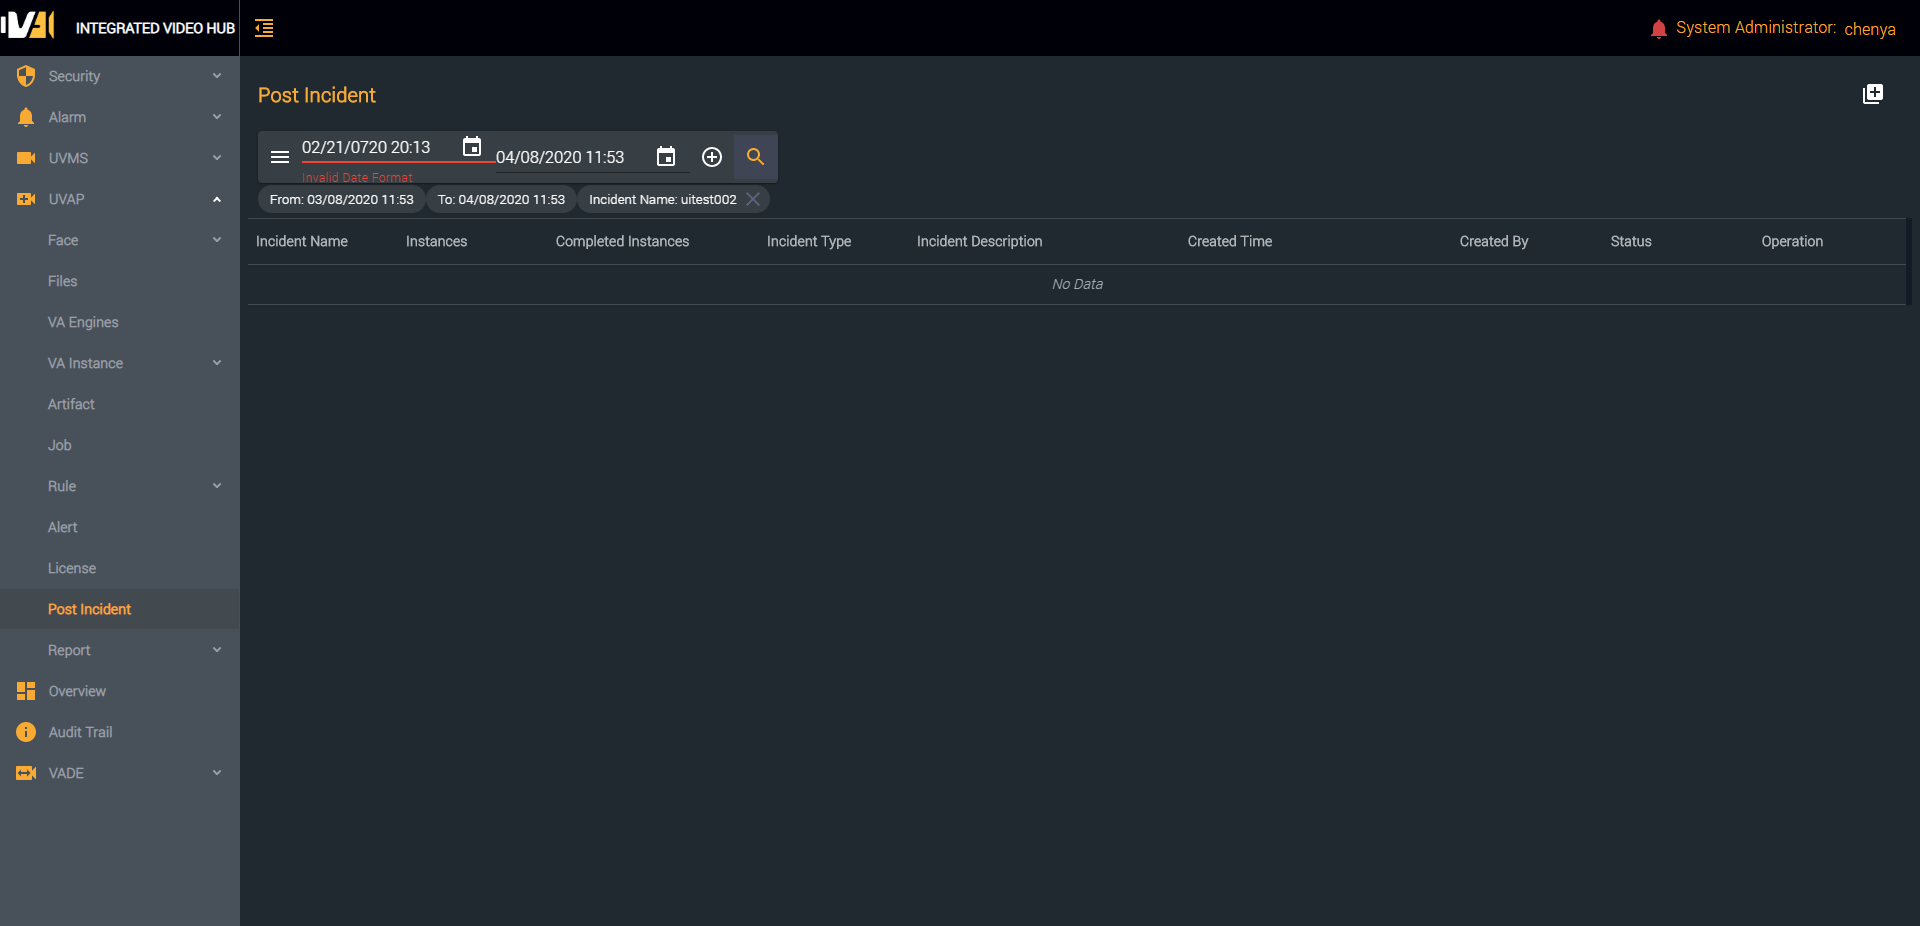 IVAI INTEGRATED VIDEO HUB
System Administrator: chenya
Security
Alarm
UVMS
UVAP
Face
Files
VA Engines
VA Instance
Artifact
Job
Rule
Alert
License
Post Incident
Report
Overview
Audit Trail
VADE
Post Incident
02/21/0720 20:13
04/08/2020 11:53
Invalid Date Format
From: 03/08/2020 11:53 To: 04/08/2020 11:53 Incident Name: uitest002
Incident Name Instances Completed Instances Incident Type Incident Description Created Time Created By Status Operation
No Data